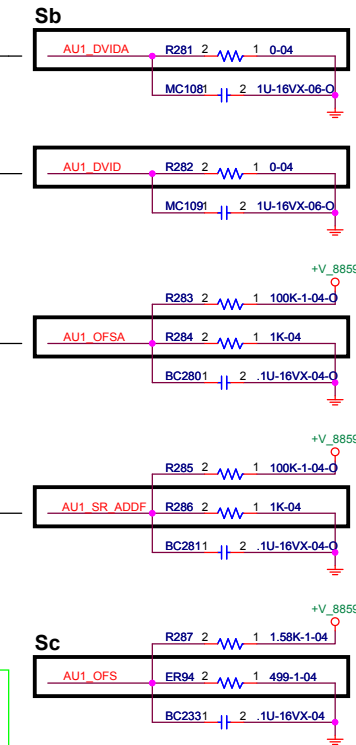 Sb
AU1_DVIDA R281 2 1 0-04
MC108 1 2 1U-16VX-06-O
AU1_DVID R282 2 1 0-04
MC109 1 2 1U-16VX-06-O
+V_8859
R283 2 1 100K-1-04-O
AU1_OFSA R284 2 1 1K-04
BC280 1 2 .1U-16VX-04-O
+V_8859
R285 2 1 100K-1-04-O
AU1_SR_ADDF R286 2 1 1K-04
BC281 1 2 .1U-16VX-04-O
+V_8859
Sc
R287 2 1 1.58K-1-04
AU1_OFS ER94 2 1 499-1-04
BC233 1 2 .1U-16VX-04